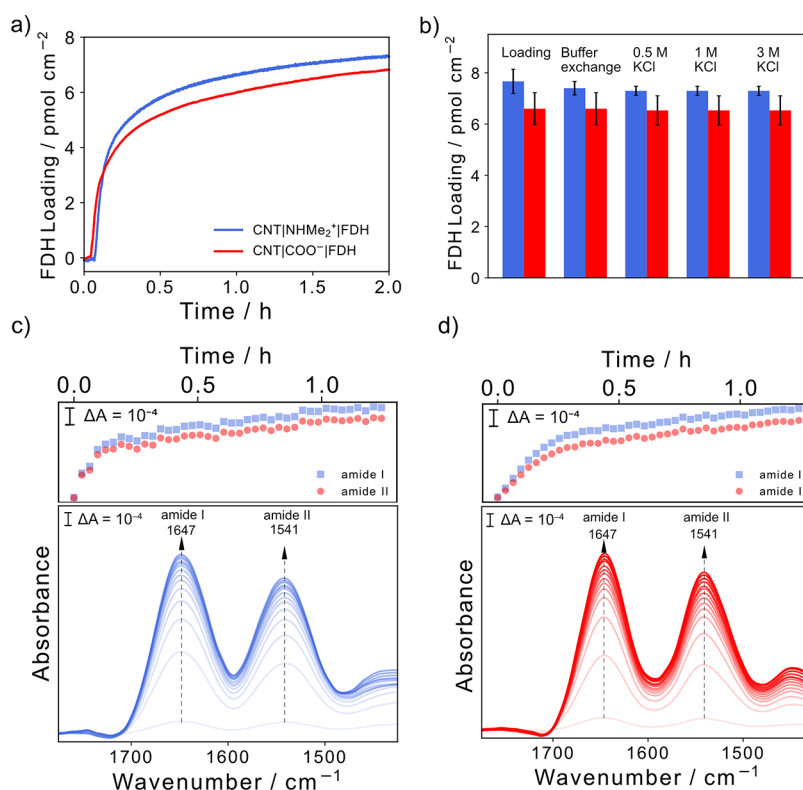 a)
8
6
4
2
0
FDH Loading / pmol cm⁻²
CNT|NHMe₂⁺|FDH
CNT|COO⁻|FDH
0.0 0.5 1.0 1.5 2.0
Time / h
b)
8
6
4
2
0
FDH Loading / pmol cm⁻²
Loading Buffer exchange 0.5 M KCl 1 M KCl 3 M KCl
c)
Time / h
0.0 0.5 1.0
ΔA = 10⁻⁴
amide I
amide II
ΔA = 10⁻⁴
amide I
1647
amide II
1541
Absorbance
1700 1600 1500
Wavenumber / cm⁻¹
d)
Time / h
0.0 0.5 1.0
ΔA = 10⁻⁴
amide I
amide I
ΔA = 10⁻⁴
amide I
1647
amide II
1541
Absorbance
1700 1600 1500
Wavenumber / cm⁻¹